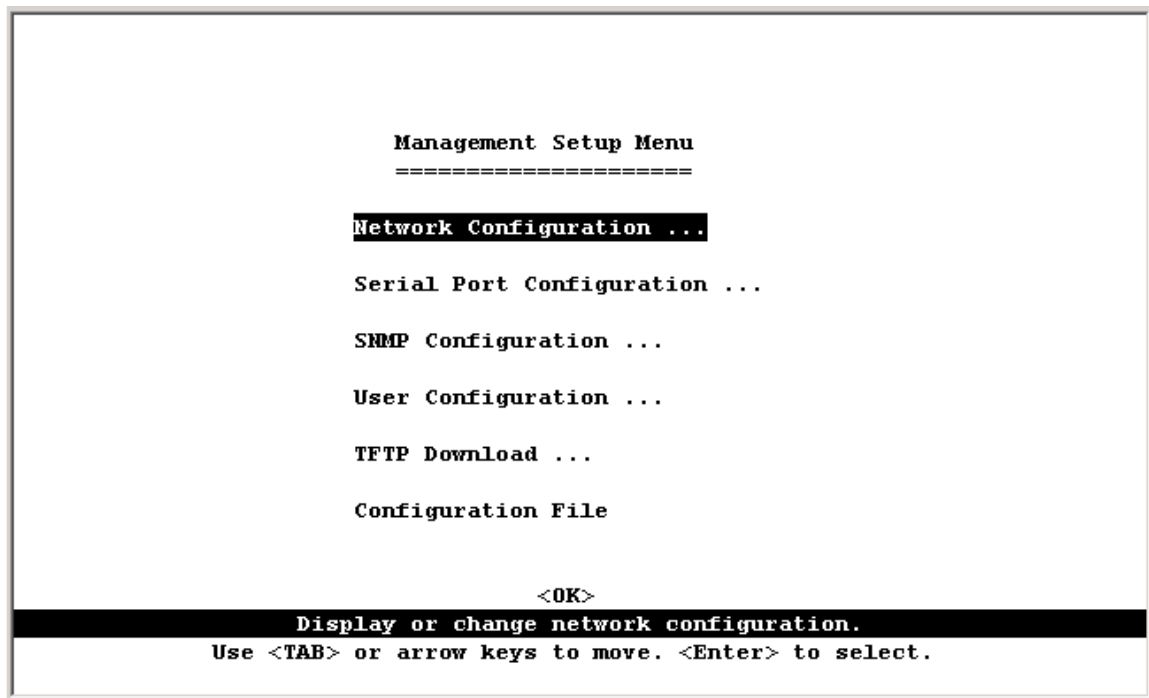 Management Setup Menu
=====================
Network Configuration ...
Serial Port Configuration ...
SNMP Configuration ...
User Configuration ...
TFTP Download ...
Configuration File
<OK>
Display or change network configuration.
Use <TAB> or arrow keys to move. <Enter> to select.